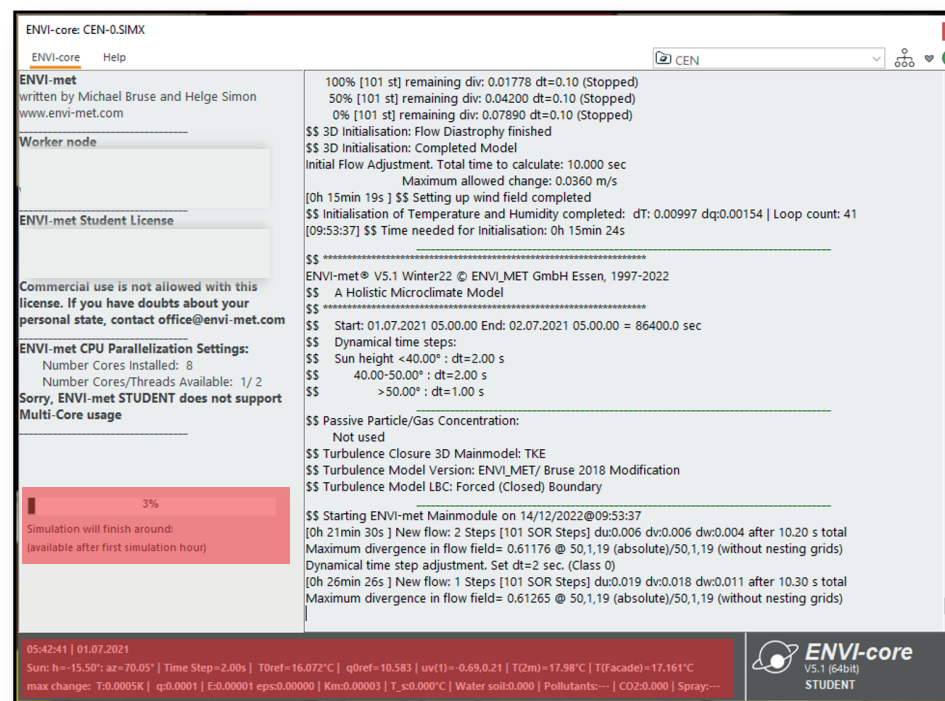 ENVI-core: CEN-0.SIMX
ENVI-core Help
CEN
ENVI-met
written by Michael Bruse and Helge Simon
www.envi-met.com
Worker node
ENVI-met Student License
Commercial use is not allowed with this
license. If you have doubts about your
personal state, contact office@envi-met.com
ENVI-met CPU Parallelization Settings:
Number Cores Installed: 8
Number Cores/Threads Available: 1/ 2
Sorry, ENVI-met STUDENT does not support
Multi-Core usage
3%
Simulation will finish around:
(available after first simulation hour)
100% [101 st] remaining div: 0.01778 dt=0.10 (Stopped)
50% [101 st] remaining div: 0.04200 dt=0.10 (Stopped)
0% [101 st] remaining div: 0.07890 dt=0.10 (Stopped)
$$ 3D Initialisation: Flow Diastrophy finished
$$ 3D Initialisation: Completed Model
Initial Flow Adjustment. Total time to calculate: 10.000 sec
Maximum allowed change: 0.0360 m/s
[0h 15min 19s ] $$ Setting up wind field completed
$$ Initialisation of Temperature and Humidity completed: dT: 0.00997 dq:0.00154 | Loop count: 41
[09:53:37] $$ Time needed for Initialisation: 0h 15min 24s
$$ ******************************************************************
ENVI-met® V5.1 Winter22 © ENVI_MET GmbH Essen, 1997-2022
$$ A Holistic Microclimate Model
$$ ******************************************************************
$$ Start: 01.07.2021 05.00.00 End: 02.07.2021 05.00.00 = 86400.0 sec
$$ Dynamical time steps:
$$ Sun height <40.00° : dt=2.00 s
$$ 40.00-50.00° : dt=2.00 s
$$ >50.00° : dt=1.00 s
$$ Passive Particle/Gas Concentration:
Not used
$$ Turbulence Closure 3D Mainmodel: TKE
$$ Turbulence Model Version: ENVI_MET/ Bruse 2018 Modification
$$ Turbulence Model LBC: Forced (Closed) Boundary
$$ Starting ENVI-met Mainmodule on 14/12/2022@09:53:37
[0h 21min 30s ] New flow: 2 Steps [101 SOR Steps] du:0.006 dv:0.006 dw:0.004 after 10.20 s total
Maximum divergence in flow field= 0.61176 @ 50,1,19 (absolute)/50,1,19 (without nesting grids)
Dynamical time step adjustment. Set dt=2 sec. (Class 0)
[0h 26min 26s ] New flow: 1 Steps [101 SOR Steps] du:0.019 dv:0.018 dw:0.011 after 10.30 s total
Maximum divergence in flow field= 0.61265 @ 50,1,19 (absolute)/50,1,19 (without nesting grids)
05:42:41 | 01.07.2021
Sun: h=-15.50°: az=70.05° | Time Step=2.00s | T0ref=16.072°C | q0ref=10.583 | uv(1)=-0.69,0.21 | T(2m)=17.98°C | T(Facade)=17.161°C
max change: T:0.0005K | q:0.0001 | E:0.00001 eps:0.00000 | Km:0.00003 | T_s:0.000°C | Water soil:0.000 | Pollutants:--- | CO2:0.000 | Spray:---
ENVI-core
V5.1 (64bit)
STUDENT